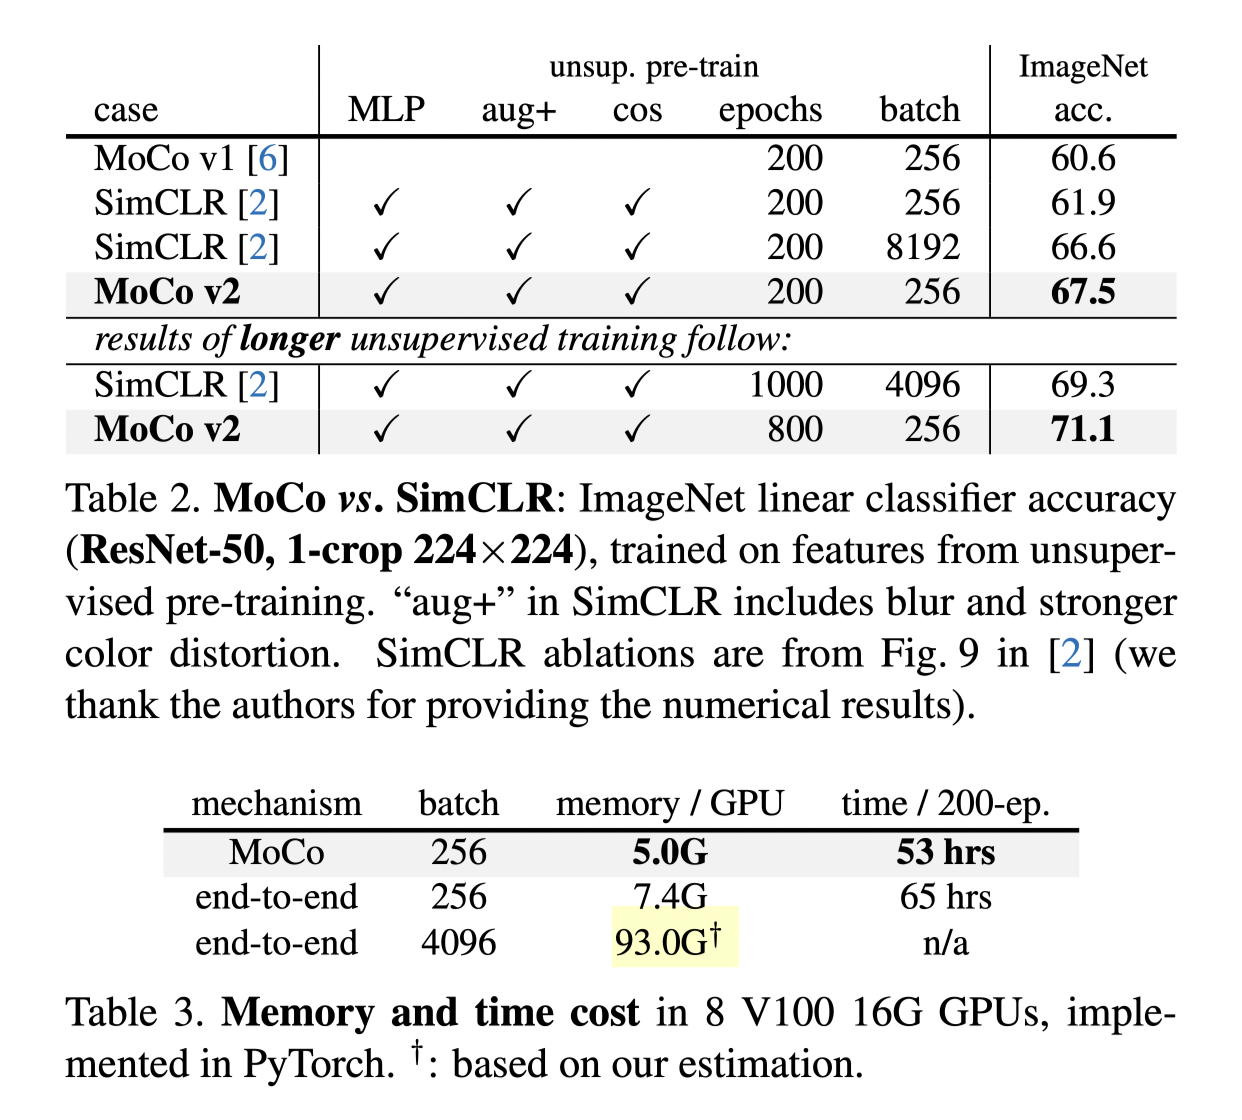 unsup. pre-train ImageNet
case MLP aug+ cos epochs batch acc.
MoCo v1 [6] 200 256 60.6
SimCLR [2] ✓ ✓ ✓ 200 256 61.9
SimCLR [2] ✓ ✓ ✓ 200 8192 66.6
MoCo v2 ✓ ✓ ✓ 200 256 67.5
results of longer unsupervised training follow:
SimCLR [2] ✓ ✓ ✓ 1000 4096 69.3
MoCo v2 ✓ ✓ ✓ 800 256 71.1
Table 2. MoCo vs. SimCLR: ImageNet linear classifier accuracy
(ResNet-50, 1-crop 224×224), trained on features from unsuper-
vised pre-training. “aug+” in SimCLR includes blur and stronger
color distortion. SimCLR ablations are from Fig. 9 in [2] (we
thank the authors for providing the numerical results).
mechanism batch memory / GPU time / 200-ep.
MoCo 256 5.0G 53 hrs
end-to-end 256 7.4G 65 hrs
end-to-end 4096 93.0G† n/a
Table 3. Memory and time cost in 8 V100 16G GPUs, imple-
mented in PyTorch. †: based on our estimation.